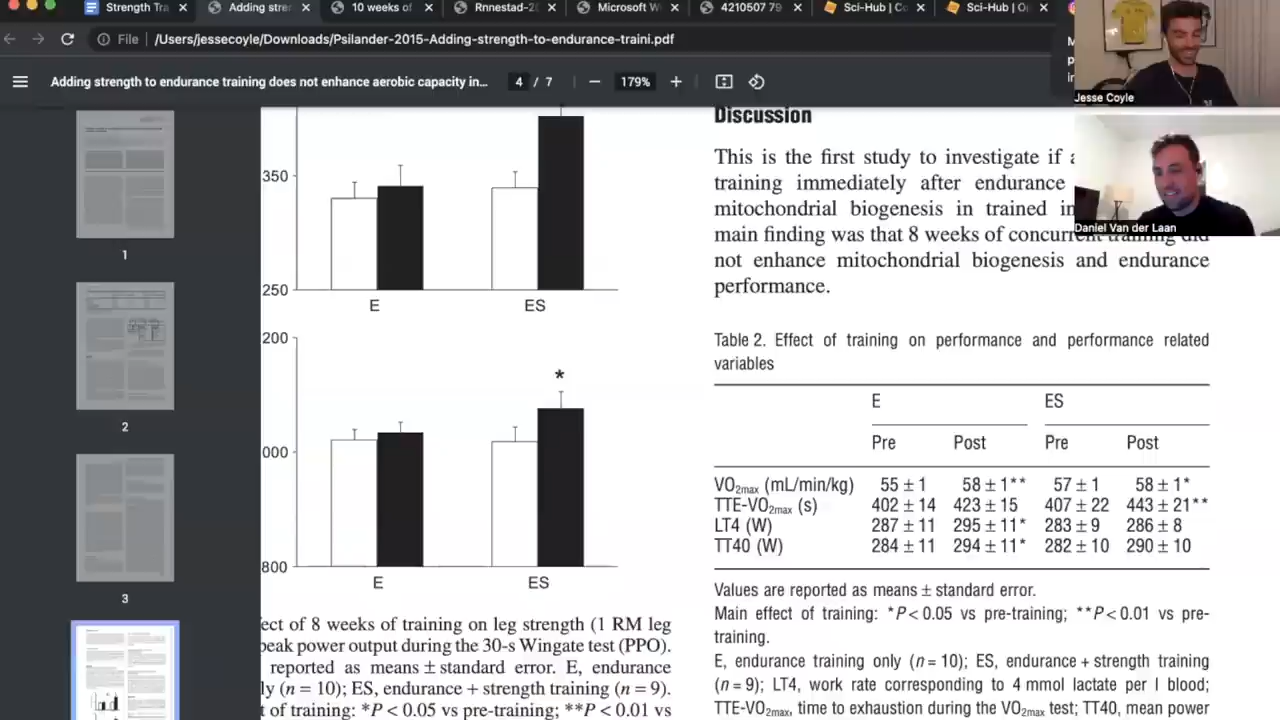 Strength Tra
Adding stren
10 weeks of
Rnnestad-20
Microsoft W
4210507 79
Sci-Hub | Co
Sci-Hub |
File | /Users/jessecoyle/Downloads/Psilander-2015-Adding-strength-to-endurance-traini.pdf
Adding strength to endurance training does not enhance aerobic capacity in...
4 / 7
179%
Jesse Coyle
Daniel Van der Laan
1
2
3
350
250
E ES
200
*
000
800
E ES
ect of 8 weeks of training on leg strength (1 RM leg
peak power output during the 30-s Wingate test (PPO).
reported as means ± standard error. E, endurance
ly (n = 10); ES, endurance + strength training (n = 9).
t of training: *P < 0.05 vs pre-training; **P < 0.01 vs
Discussion
This is the first study to investigate if
training immediately after endurance
mitochondrial biogenesis in trained
main finding was that 8 weeks of concurrent training did
not enhance mitochondrial biogenesis and endurance
performance.
Table 2. Effect of training on performance and performance related
variables
E ES
Pre Post Pre Post
VO2max (mL/min/kg) 55 ± 1 58 ± 1** 57 ± 1 58 ± 1*
TTE-VO2max (s) 402 ± 14 423 ± 15 407 ± 22 443 ± 21**
LT4 (W) 287 ± 11 295 ± 11* 283 ± 9 286 ± 8
TT40 (W) 284 ± 11 294 ± 11* 282 ± 10 290 ± 10
Values are reported as means ± standard error.
Main effect of training: *P < 0.05 vs pre-training; **P < 0.01 vs pre-
training.
E, endurance training only (n = 10); ES, endurance + strength training
(n = 9); LT4, work rate corresponding to 4 mmol lactate per l blood;
TTE-VO2max, time to exhaustion during the VO2max test; TT40, mean power